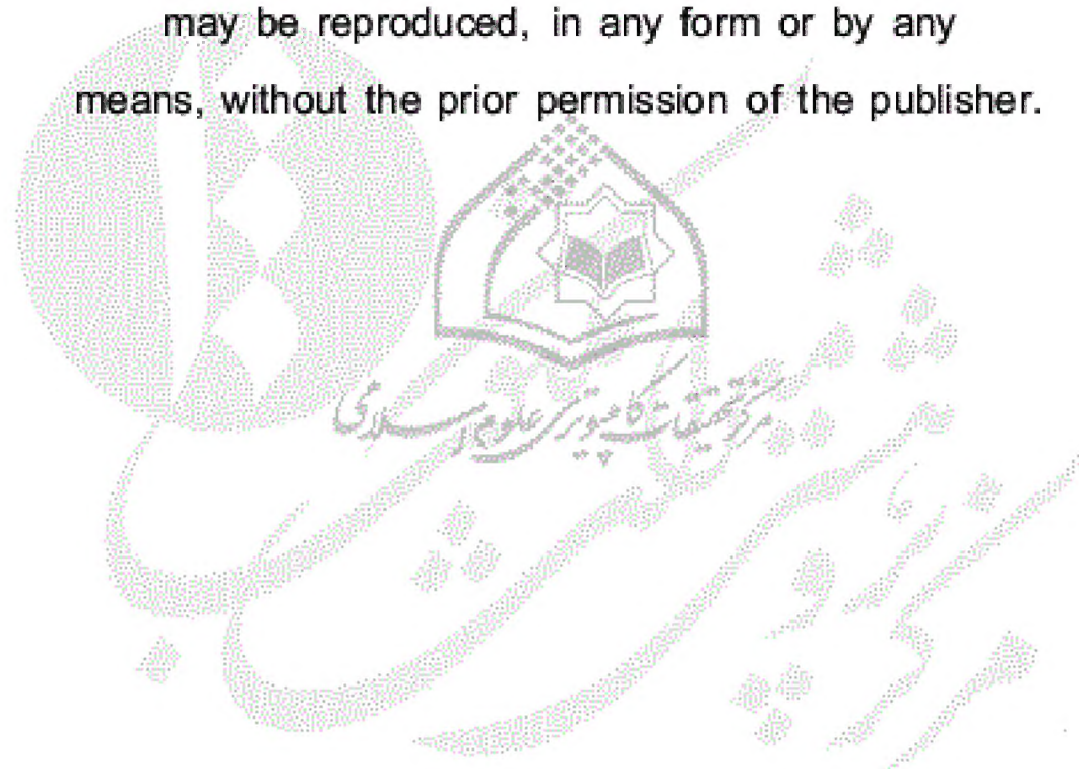 may be reproduced, in any form or by any
means, without the prior permission of the publisher.
مرکز تحقیقات کامپیوتری علوم اسلامی